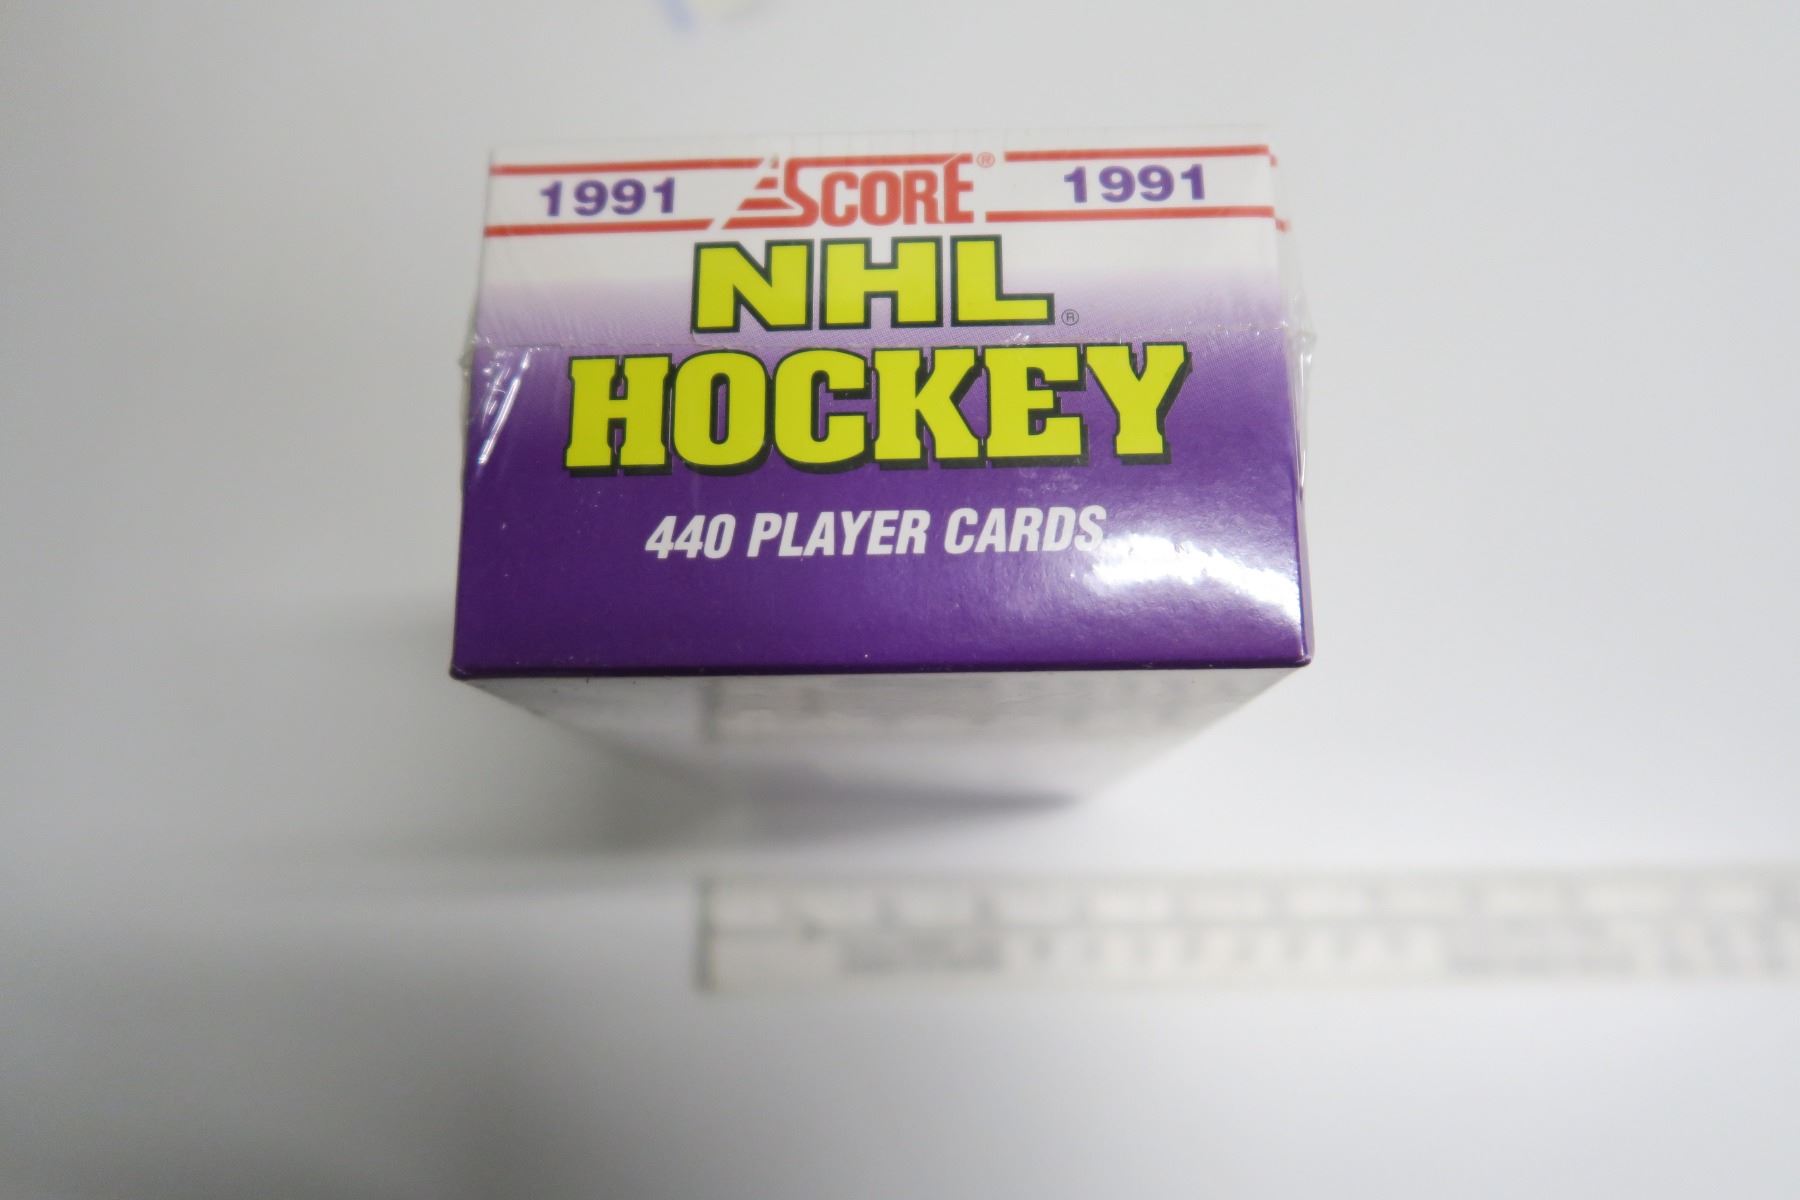 1991 SCORE® 1991
NHL®
HOCKEY
440 PLAYER CARDS